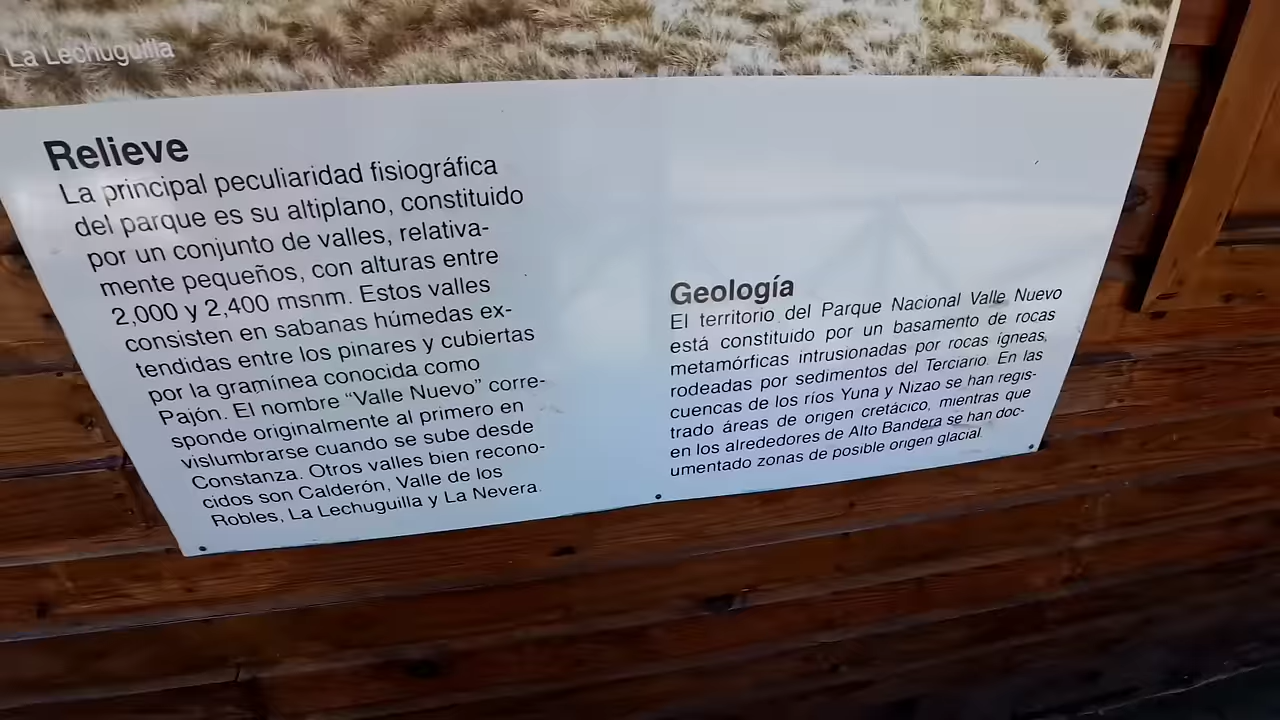 La Lechuguilla
Relieve
La principal peculiaridad fisiográfica
del parque es su altiplano, constituido
por un conjunto de valles, relativa-
mente pequeños, con alturas entre
2,000 y 2,400 msnm. Estos valles
consisten en sabanas húmedas ex-
tendidas entre los pinares y cubiertas
por la gramínea conocida como
Pajón. El nombre “Valle Nuevo” corre-
sponde originalmente al primero en
vislumbrarse cuando se sube desde
Constanza. Otros valles bien recono-
cidos son Calderón, Valle de los
Robles, La Lechuguilla y La Nevera.
Geología
El territorio del Parque Nacional Valle Nuevo
está constituido por un basamento de rocas
metamórficas intrusionadas por rocas ígneas,
rodeadas por sedimentos del Terciario. En las
cuencas de los ríos Yuna y Nizao se han regis-
trado áreas de origen cretácico, mientras que
en los alrededores de Alto Bandera se han doc-
umentado zonas de posible origen glacial.